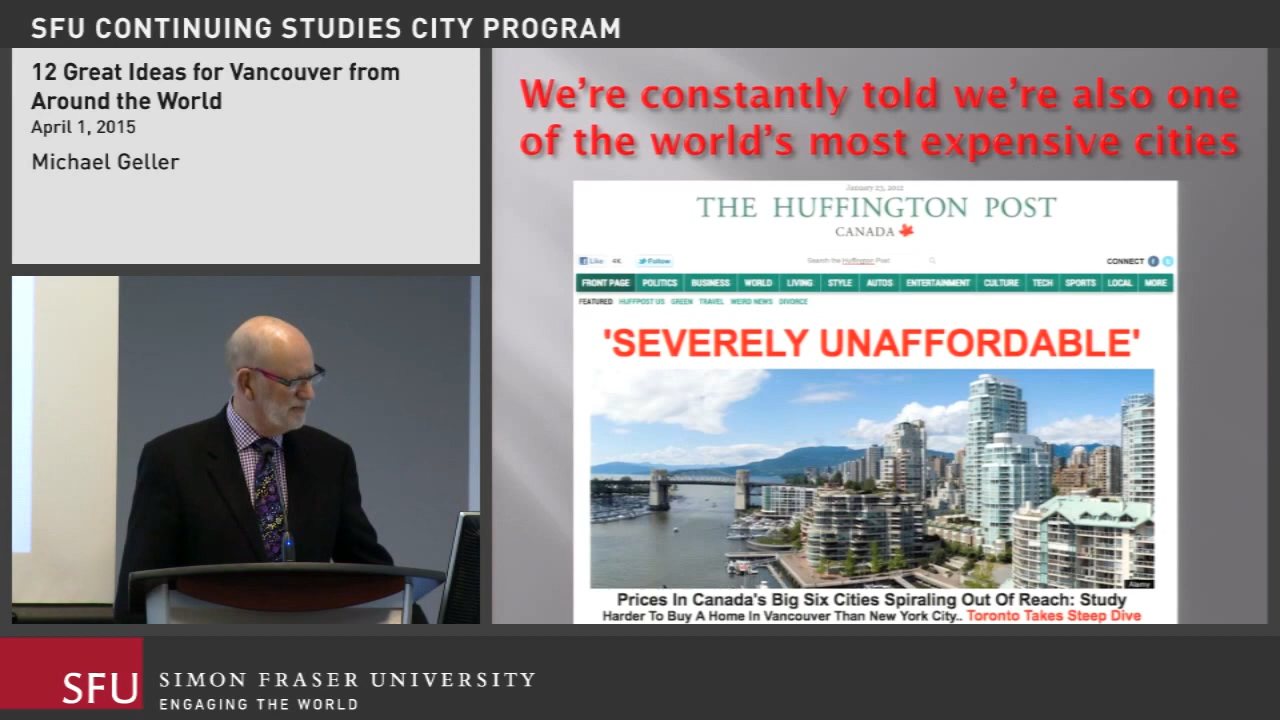 SFU CONTINUING STUDIES CITY PROGRAM
12 Great Ideas for Vancouver from
Around the World
April 1, 2015
Michael Geller
We're constantly told we're also one
of the world's most expensive cities
January 23, 2012
THE HUFFINGTON POST
CANADA
Like 4K Follow
Search the Huffington Post
CONNECT
FRONT PAGE POLITICS BUSINESS WORLD LIVING STYLE AUTOS ENTERTAINMENT CULTURE TECH SPORTS LOCAL MORE
FEATURED HUFFPOST US GREEN TRAVEL WEIRD NEWS DIVORCE
'SEVERELY UNAFFORDABLE'
Alamy
Prices In Canada's Big Six Cities Spiraling Out Of Reach: Study
Harder To Buy A Home In Vancouver Than New York City.. Toronto Takes Steep Dive
SFU
SIMON FRASER UNIVERSITY
ENGAGING THE WORLD